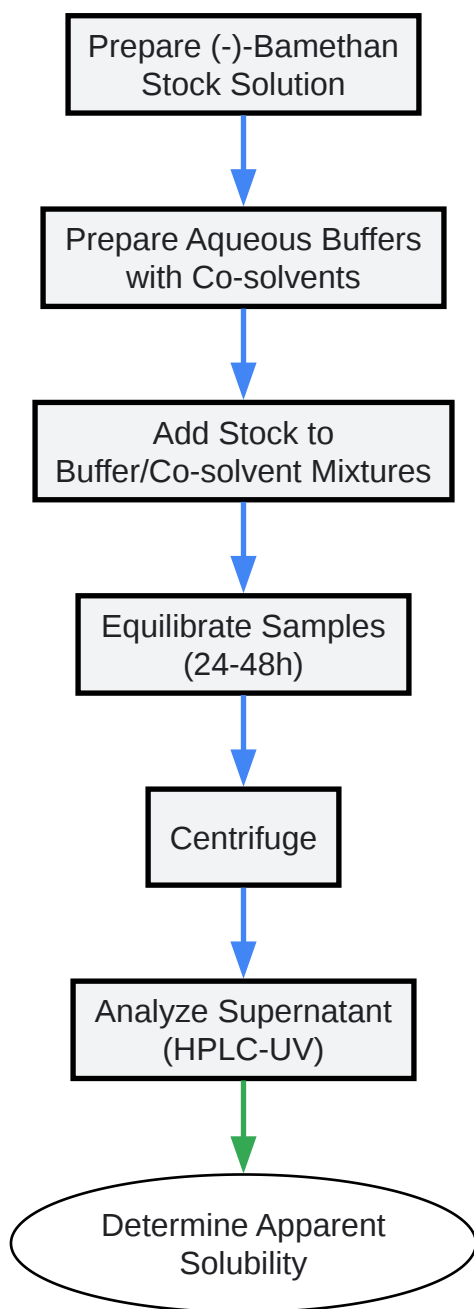 Prepare (-)-Bamethan
Stock Solution
Prepare Aqueous Buffers
with Co-solvents
Add Stock to
Buffer/Co-solvent Mixtures
Equilibrate Samples
(24-48h)
Centrifuge
Analyze Supernatant
(HPLC-UV)
Determine Apparent
Solubility